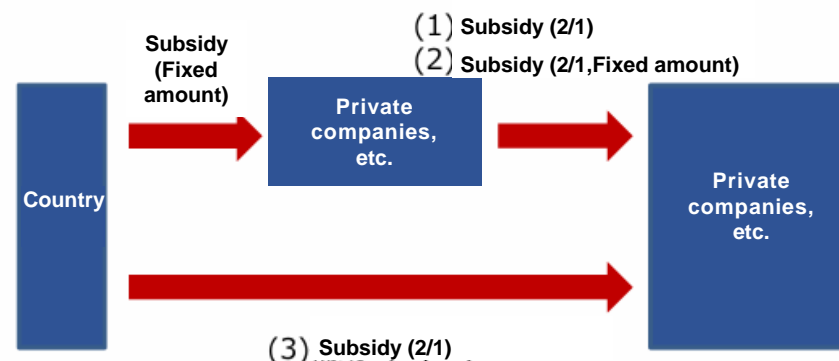 Subsidy
(Fixed
amount)
(1) Subsidy (2/1)
(2) Subsidy (2/1,Fixed amount)
Country
Private
companies,
etc.
Private
companies,
etc.
(3) Subsidy (2/1)